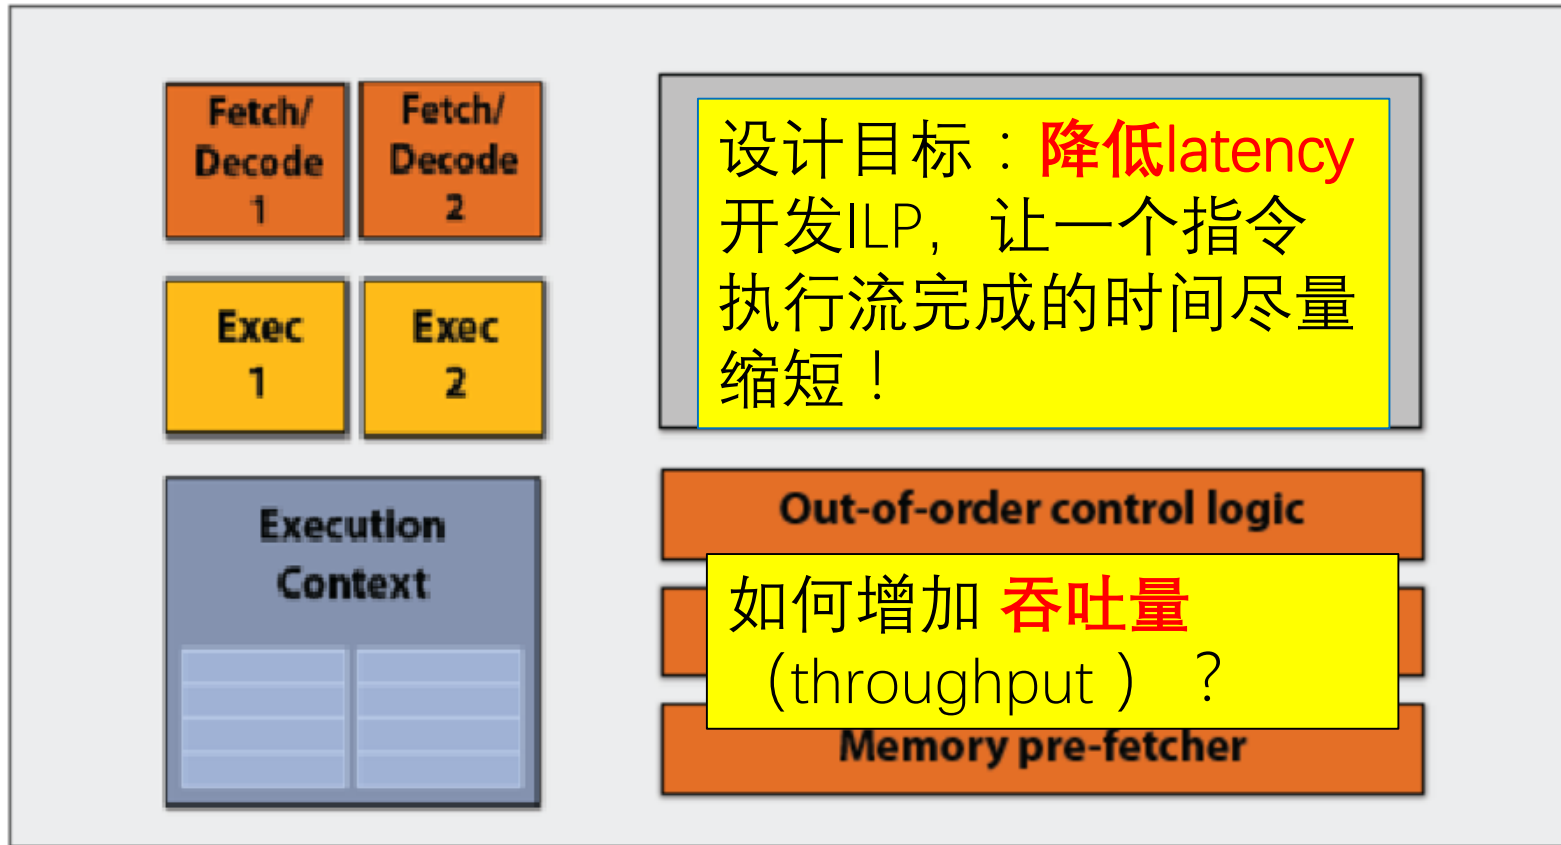 Fetch/
Decode
1
Fetch/
Decode
2
设计目标：降低latency
开发ILP， 让一个指令
执行流完成的时间尽量
缩短！
Exec
1
Exec
2
Execution
Context
Out-of-order control logic
如何增加 吞吐量
（throughput ） ？
Memory pre-fetcher